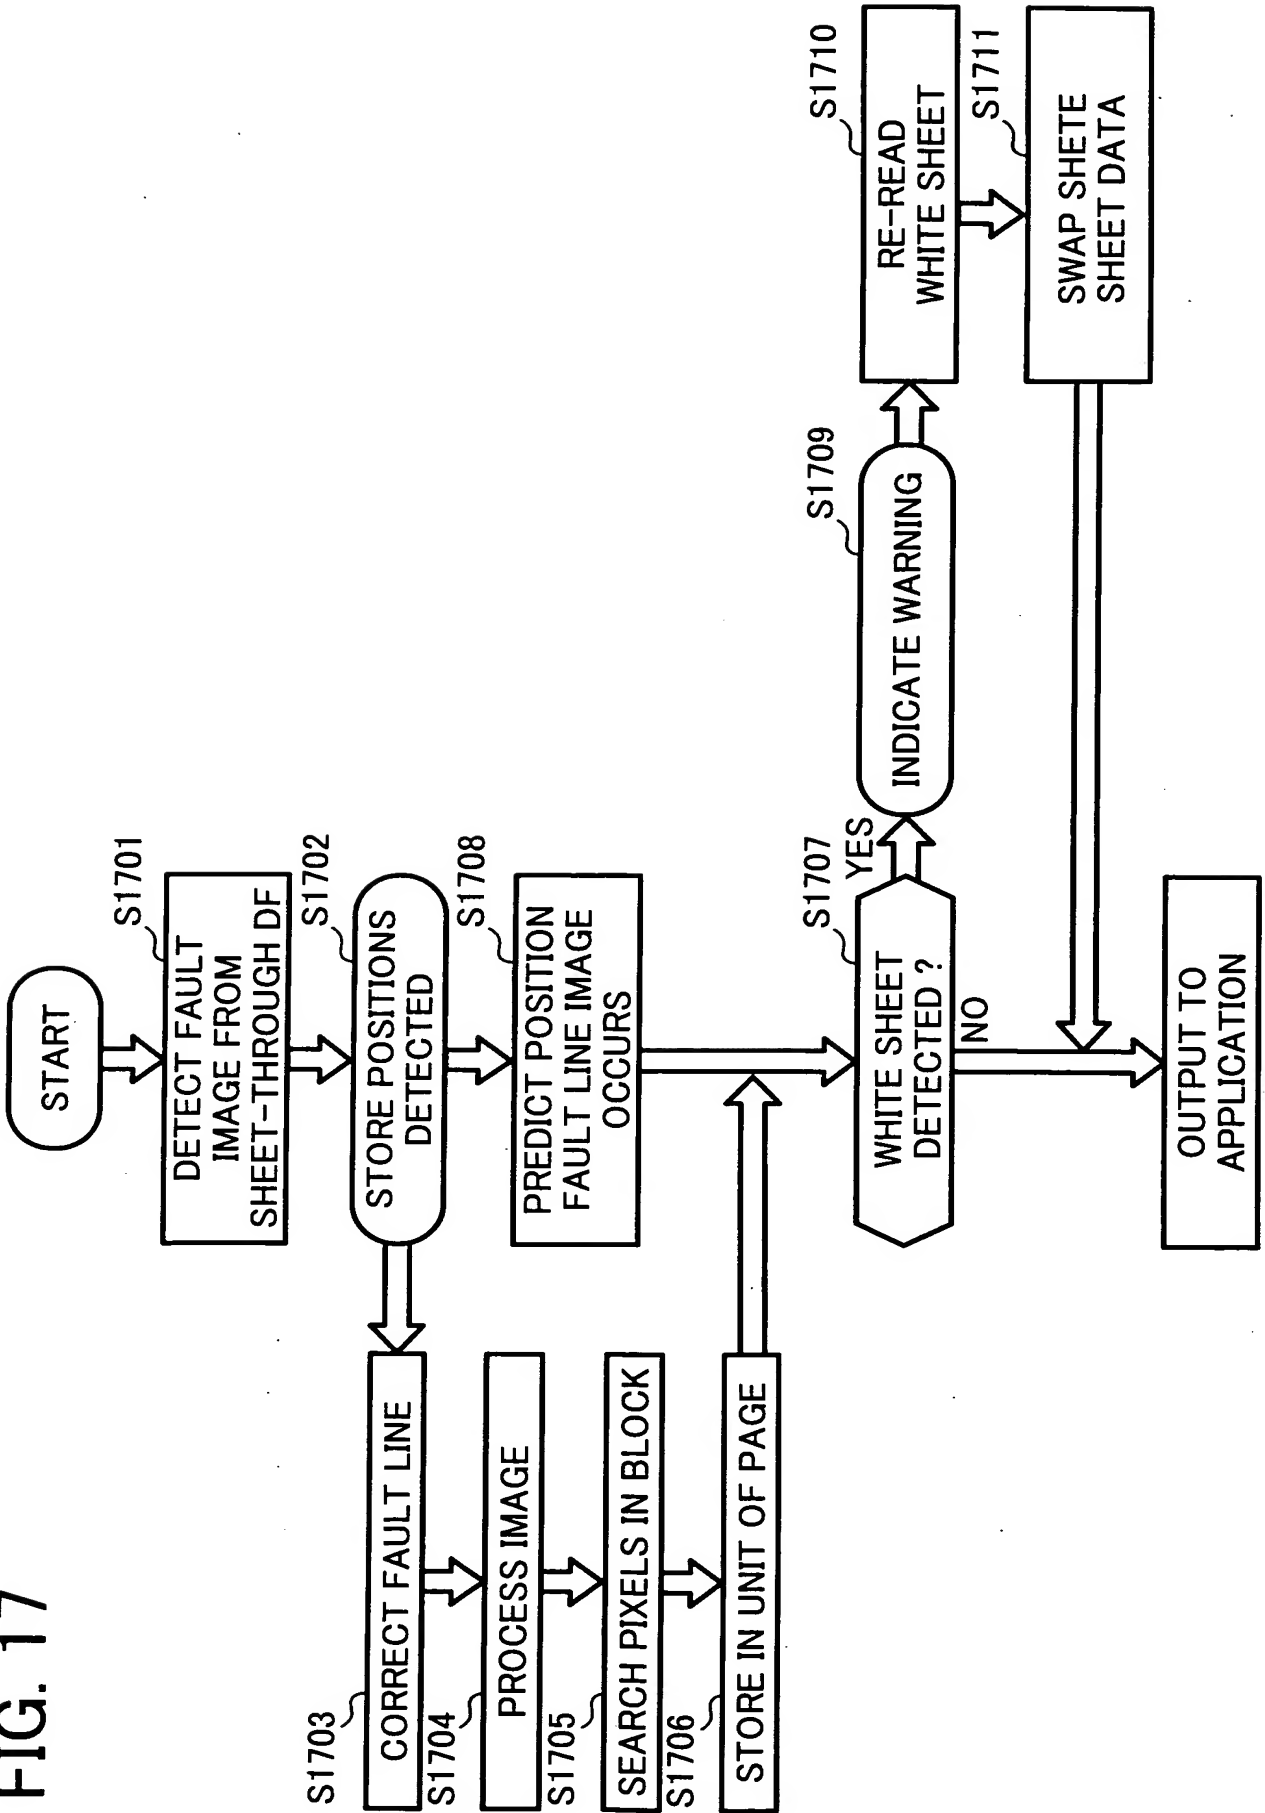 FIG. 17
START
S1701
DETECT FAULT
IMAGE FROM
SHEET-THROUGH DF
S1702
STORE POSITIONS
DETECTED
S1703
CORRECT FAULT LINE
S1704
PROCESS IMAGE
S1705
SEARCH PIXELS IN BLOCK
S1706
STORE IN UNIT OF PAGE
S1708
PREDICT POSITION
FAULT LINE IMAGE
OCCURS
S1707
WHITE SHEET
DETECTED ?
YES
NO
S1709
INDICATE WARNING
S1710
RE-READ
WHITE SHEET
S1711
SWAP SHETE
SHEET DATA
OUTPUT TO
APPLICATION